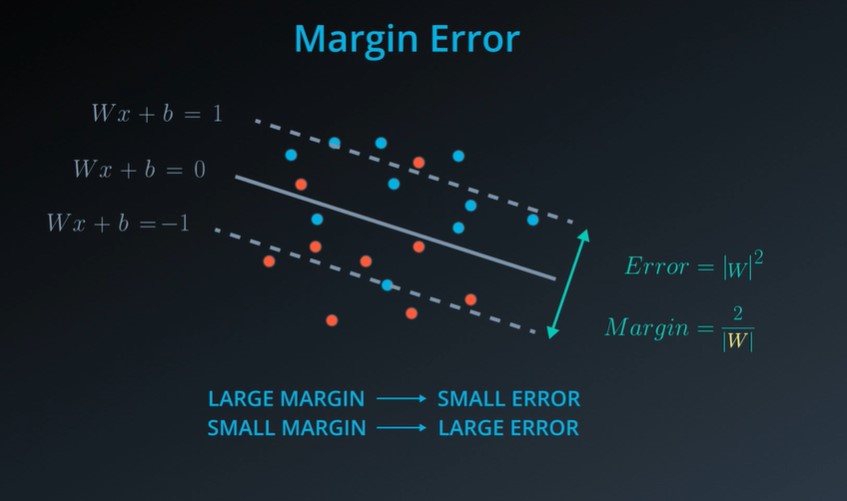 Margin Error
Wx + b = 1
Wx + b = 0
Wx + b =−1
Error = |W|²
Margin = 2/|W|
LARGE MARGIN ⟶ SMALL ERROR
SMALL MARGIN ⟶ LARGE ERROR